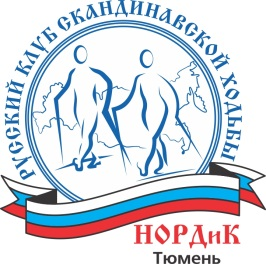 РУССКИЙ КЛУБ СКАНДИНАВСКОЙ ХОДЬБЫ
НОРДиК
Тюмень